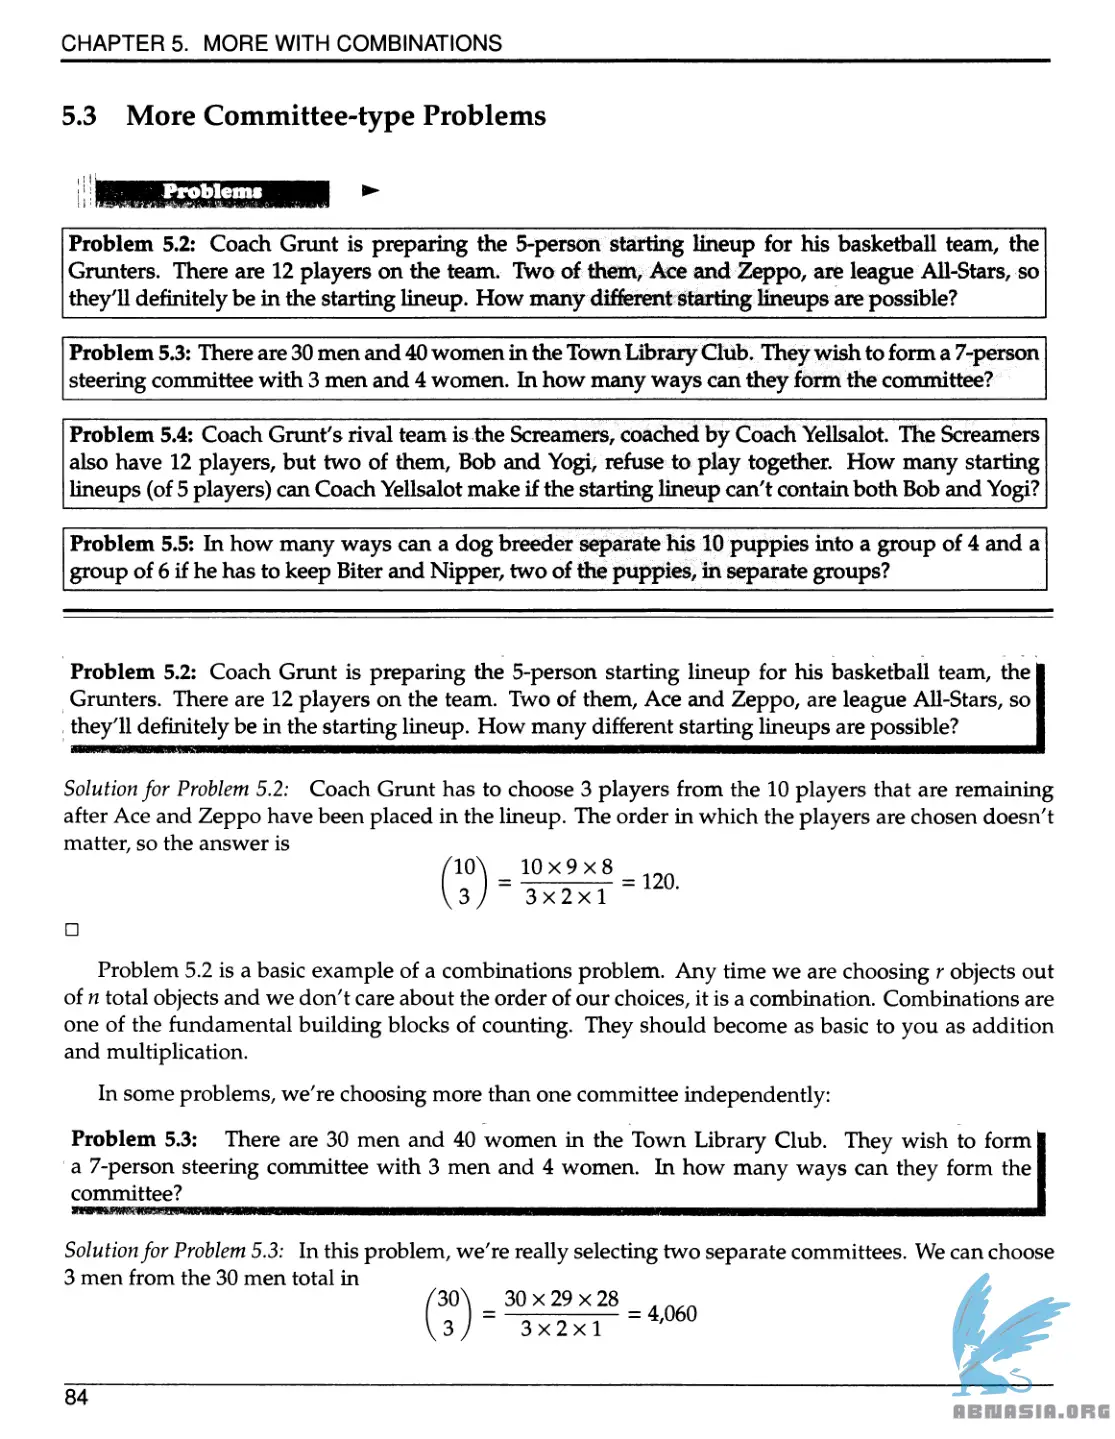 CHAPTER 5. MORE WITH COMBINATIONS
5.3 More Committee-type Problems
Problems
Problem 5.2: Coach Grunt is preparing the 5-person starting lineup for his basketball team, the
Grunters. There are 12 players on the team. Two of them, Ace and Zeppo, are league All-Stars, so
they'll definitely be in the starting lineup. How many different starting lineups are possible?
Problem 5.3: There are 30 men and 40 women in the Town Library Club. They wish to form a 7-person
steering committee with 3 men and 4 women. In how many ways can they form the committee?
Problem 5.4: Coach Grunt's rival team is the Screamers, coached by Coach Yellsalot. The Screamers
also have 12 players, but two of them, Bob and Yogi, refuse to play together. How many starting
lineups (of 5 players) can Coach Yellsalot make if the starting lineup can't contain both Bob and Yogi?
Problem 5.5: In how many ways can a dog breeder separate his 10 puppies into a group of 4 and a
group of 6 if he has to keep Biter and Nipper, two of the puppies, in separate groups?
Problem 5.2: Coach Grunt is preparing the 5-person starting lineup for his basketball team, the
Grunters. There are 12 players on the team. Two of them, Ace and Zeppo, are league All-Stars, so
they'll definitely be in the starting lineup. How many different starting lineups are possible?
Solution for Problem 5.2: Coach Grunt has to choose 3 players from the 10 players that are remaining
after Ace and Zeppo have been placed in the lineup. The order in which the players are chosen doesn't
matter, so the answer is
(10 3) = 10 × 9 × 8 / 3 × 2 × 1 = 120.
□
Problem 5.2 is a basic example of a combinations problem. Any time we are choosing r objects out
of n total objects and we don't care about the order of our choices, it is a combination. Combinations are
one of the fundamental building blocks of counting. They should become as basic to you as addition
and multiplication.
In some problems, we're choosing more than one committee independently:
Problem 5.3: There are 30 men and 40 women in the Town Library Club. They wish to form
a 7-person steering committee with 3 men and 4 women. In how many ways can they form the
committee?
Solution for Problem 5.3: In this problem, we're really selecting two separate committees. We can choose
3 men from the 30 men total in
(30 3) = 30 × 29 × 28 / 3 × 2 × 1 = 4,060
84
ABNASIA.ORG